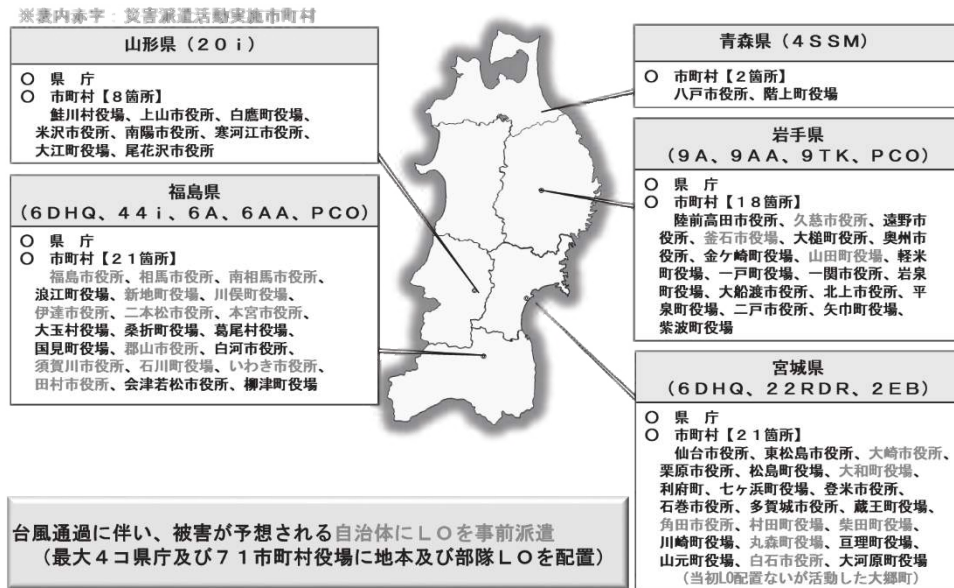 ※表内赤字：災害派遣活動実施市町村
山形県（２０ｉ）
○ 県 庁
○ 市町村【８箇所】
鮭川村役場、上山市役所、白鷹町役場、
米沢市役所、南陽市役所、寒河江市役所、
大江町役場、尾花沢市役所
福島県
（６ＤＨＱ、４４ｉ、６Ａ、６ＡＡ、ＰＣＯ）
○ 県 庁
○ 市町村【２１箇所】
福島市役所、相馬市役所、南相馬市役所、
浪江町役場、新地町役場、川俣町役場、
伊達市役所、二本松市役所、本宮市役所、
大玉村役場、桑折町役場、葛尾村役場、
国見町役場、郡山市役所、白河市役所、
須賀川市役所、石川町役場、いわき市役所、
田村市役所、会津若松市役所、柳津町役場
青森県（４ＳＳＭ）
○ 市町村【２箇所】
八戸市役所、階上町役場
岩手県
（９Ａ、９ＡＡ、９ＴＫ、ＰＣＯ）
○ 県 庁
○ 市町村【１８箇所】
陸前高田市役所、久慈市役所、遠野市
役所、釜石市役場、大槌町役所、奥州市
役所、金ケ崎町役場、山田町役場、軽米
町役場、一戸町役場、一関市役所、岩泉
町役場、大船渡市役所、北上市役所、平
泉町役場、二戸市役所、矢巾町役場、
紫波町役場
宮城県
（６ＤＨＱ、２２ＲＤＲ、２ＥＢ）
○ 県 庁
○ 市町村【２１箇所】
仙台市役所、東松島市役所、大崎市役所、
栗原市役所、松島町役場、大和町役場、
利府町、七ヶ浜町役場、登米市役所、
石巻市役所、多賀城市役所、蔵王町役場、
角田市役所、村田町役場、柴田町役場、
川崎町役場、丸森町役場、亘理町役場、
山元町役場、白石市役所、大河原町役場
（当初LO配置ないが活動した大郷町）
台風通過に伴い、被害が予想される自治体にＬＯを事前派遣
（最大４コ県庁及び７１市町村役場に地本及び部隊ＬＯを配置）